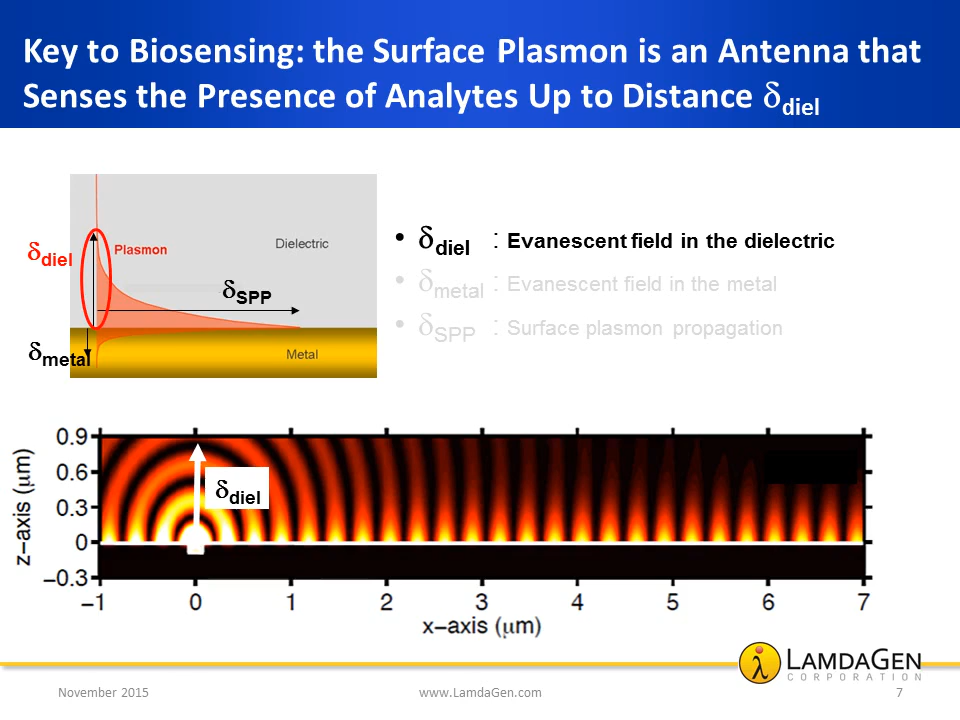 Key to Biosensing: the Surface Plasmon is an Antenna that
Senses the Presence of Analytes Up to Distance δdiel
δdiel
Plasmon
Dielectric
δSPP
δmetal
Metal
• δdiel : Evanescent field in the dielectric
• δmetal : Evanescent field in the metal
• δSPP : Surface plasmon propagation
z−axis (μm)
0.9
0.6
0.3
0
−0.3
δdiel
−1 0 1 2 3 4 5 6 7
x−axis (μm)
λ LAMDAGEN
CORPORATION
November 2015 www.LamdaGen.com 7